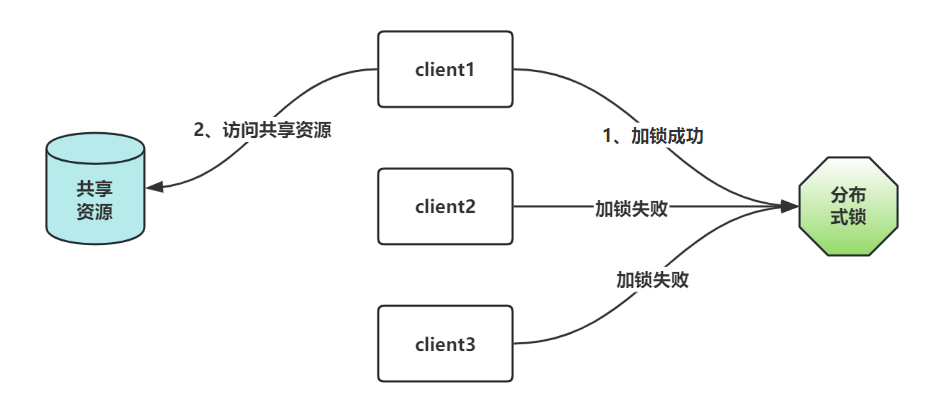 client1
2、访问共享资源
1、加锁成功
共享
资源
client2
加锁失败
分布
式锁
加锁失败
client3